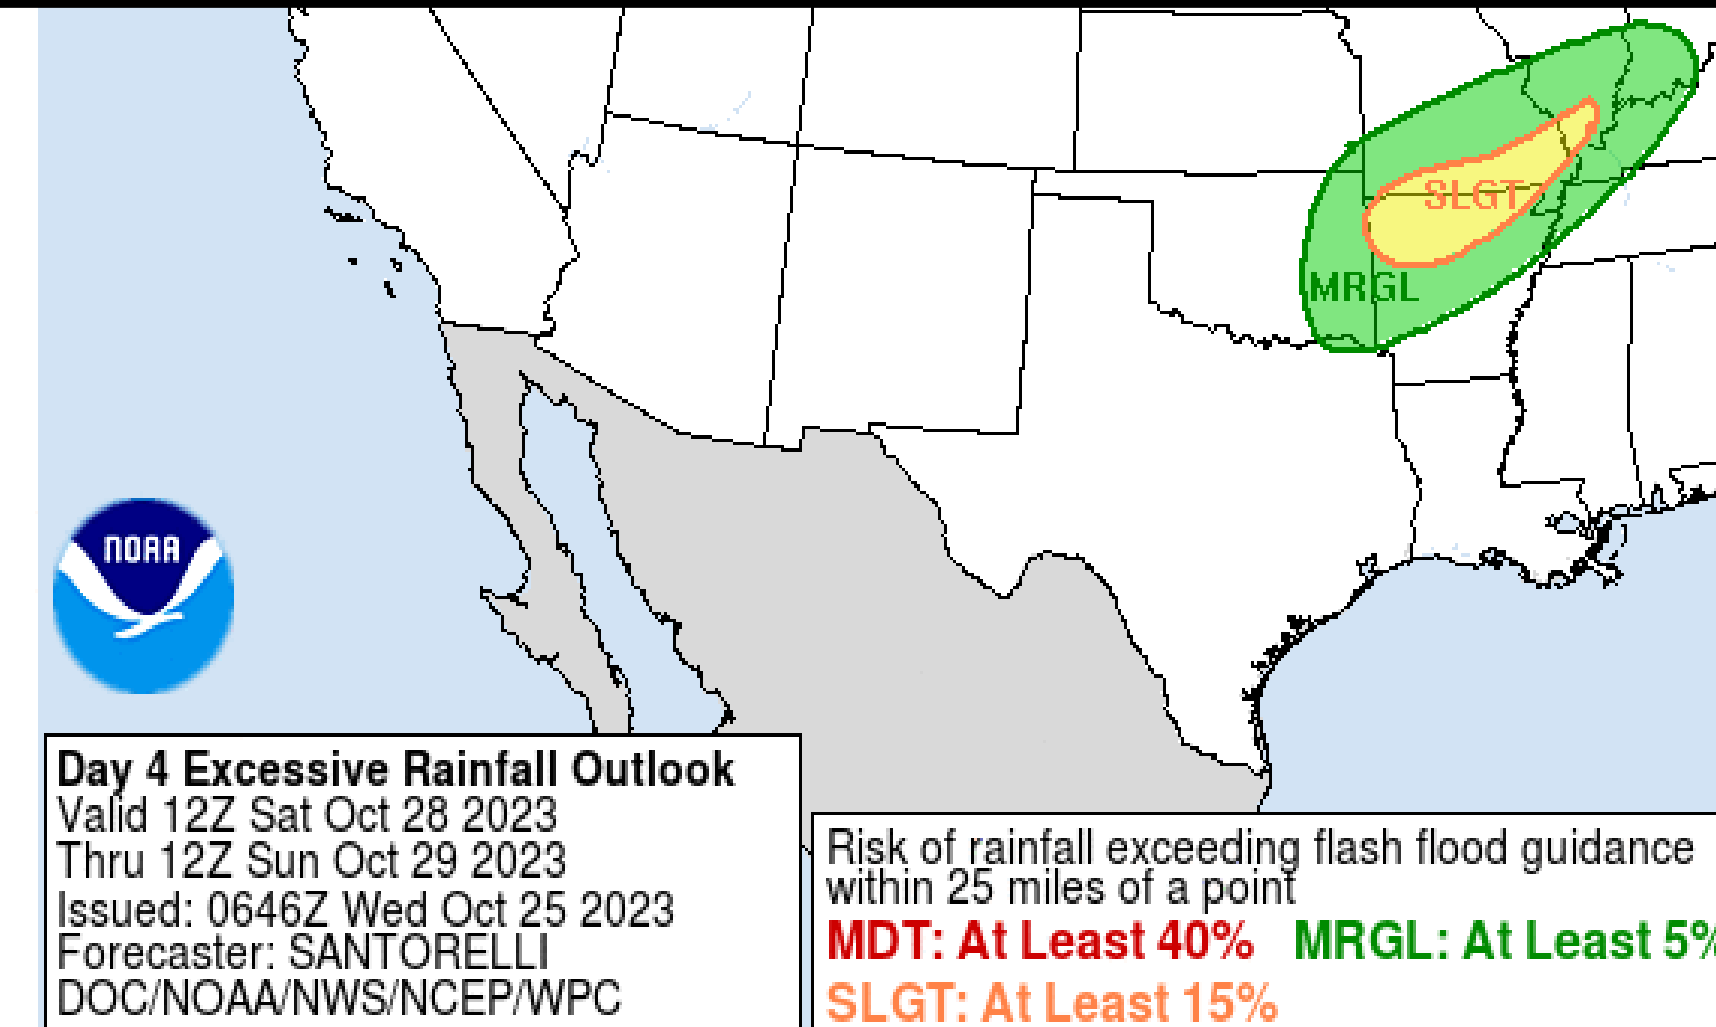 SLGT
MRGL
NOAA
Day 4 Excessive Rainfall Outlook
Valid 12Z Sat Oct 28 2023
Thru 12Z Sun Oct 29 2023
Issued: 0646Z Wed Oct 25 2023
Forecaster: SANTORELLI
DOC/NOAA/NWS/NCEP/WPC
Risk of rainfall exceeding flash flood guidance
within 25 miles of a point
MDT: At Least 40% MRGL: At Least 5%
SLGT: At Least 15%